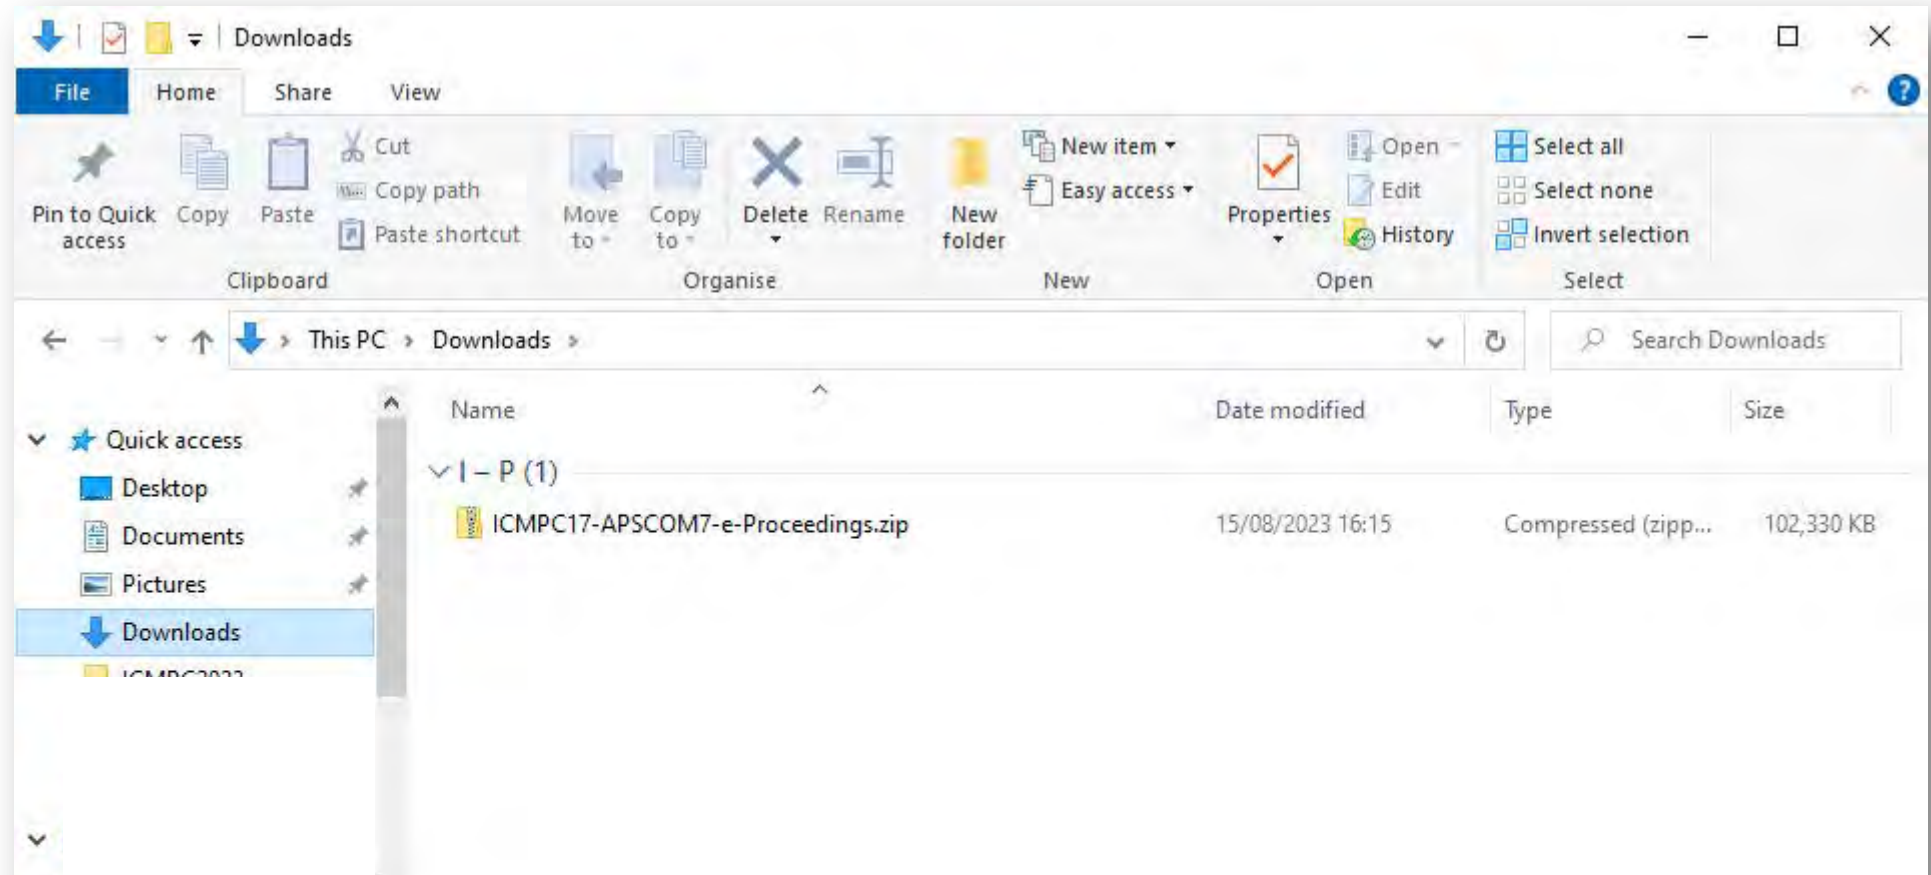 Downloads
File Home Share View
Pin to Quick access
Copy
Paste
Cut
Copy path
Paste shortcut
Clipboard
Move to
Copy to
Delete
Rename
Organise
New folder
New item
Easy access
New
Properties
Open
Edit
History
Open
Select all
Select none
Invert selection
Select
This PC > Downloads >
Search Downloads
Name Date modified Type Size
Quick access
Desktop
Documents
Pictures
Downloads
I – P (1)
ICMPC17-APSCOM7-e-Proceedings.zip 15/08/2023 16:15 Compressed (zipp... 102,330 KB